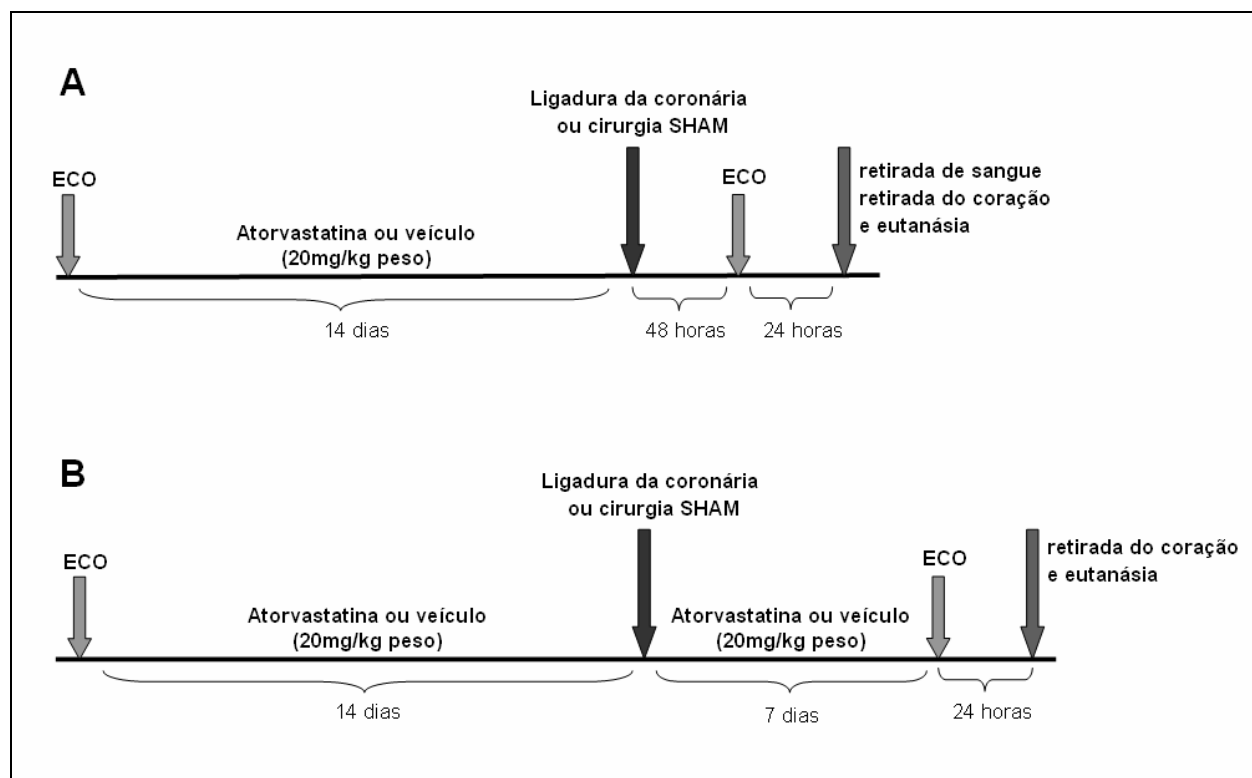 A
Ligadura da coronária
ou cirurgia SHAM
ECO
ECO
retirada de sangue
retirada do coração
e eutanásia
Atorvastatina ou veículo
(20mg/kg peso)
14 dias
48 horas
24 horas
B
Ligadura da coronária
ou cirurgia SHAM
ECO
ECO
retirada do coração
e eutanásia
Atorvastatina ou veículo
(20mg/kg peso)
Atorvastatina ou veículo
(20mg/kg peso)
14 dias
7 dias
24 horas